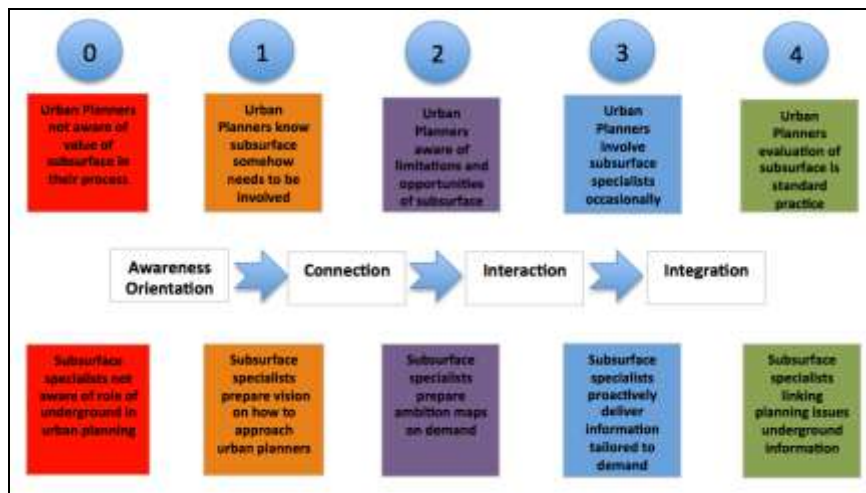 0
1
2
3
4
Urban Planners
not aware of
value of
subsurface in
their process
Urban
Planners know
subsurface
somehow
needs to be
involved
Urban
Planners
aware of
limitations and
opportunities
of subsurface
Urban
Planners
involve
subsurface
specialists
occasionally
Urban
Planners
evaluation of
subsurface is
standard
practice
Awareness
Orientation
Connection
Interaction
Integration
Subsurface
specialists not
aware of role of
underground in
urban planning
Subsurface
specialists
prepare vision
on how to
approach
urban planners
Subsurface
specialists
prepare
ambition maps
on demand
Subsurface
specialists
proactively
deliver
information
tailored to
demand
Subsurface
specialists
linking
planning issues
underground
information